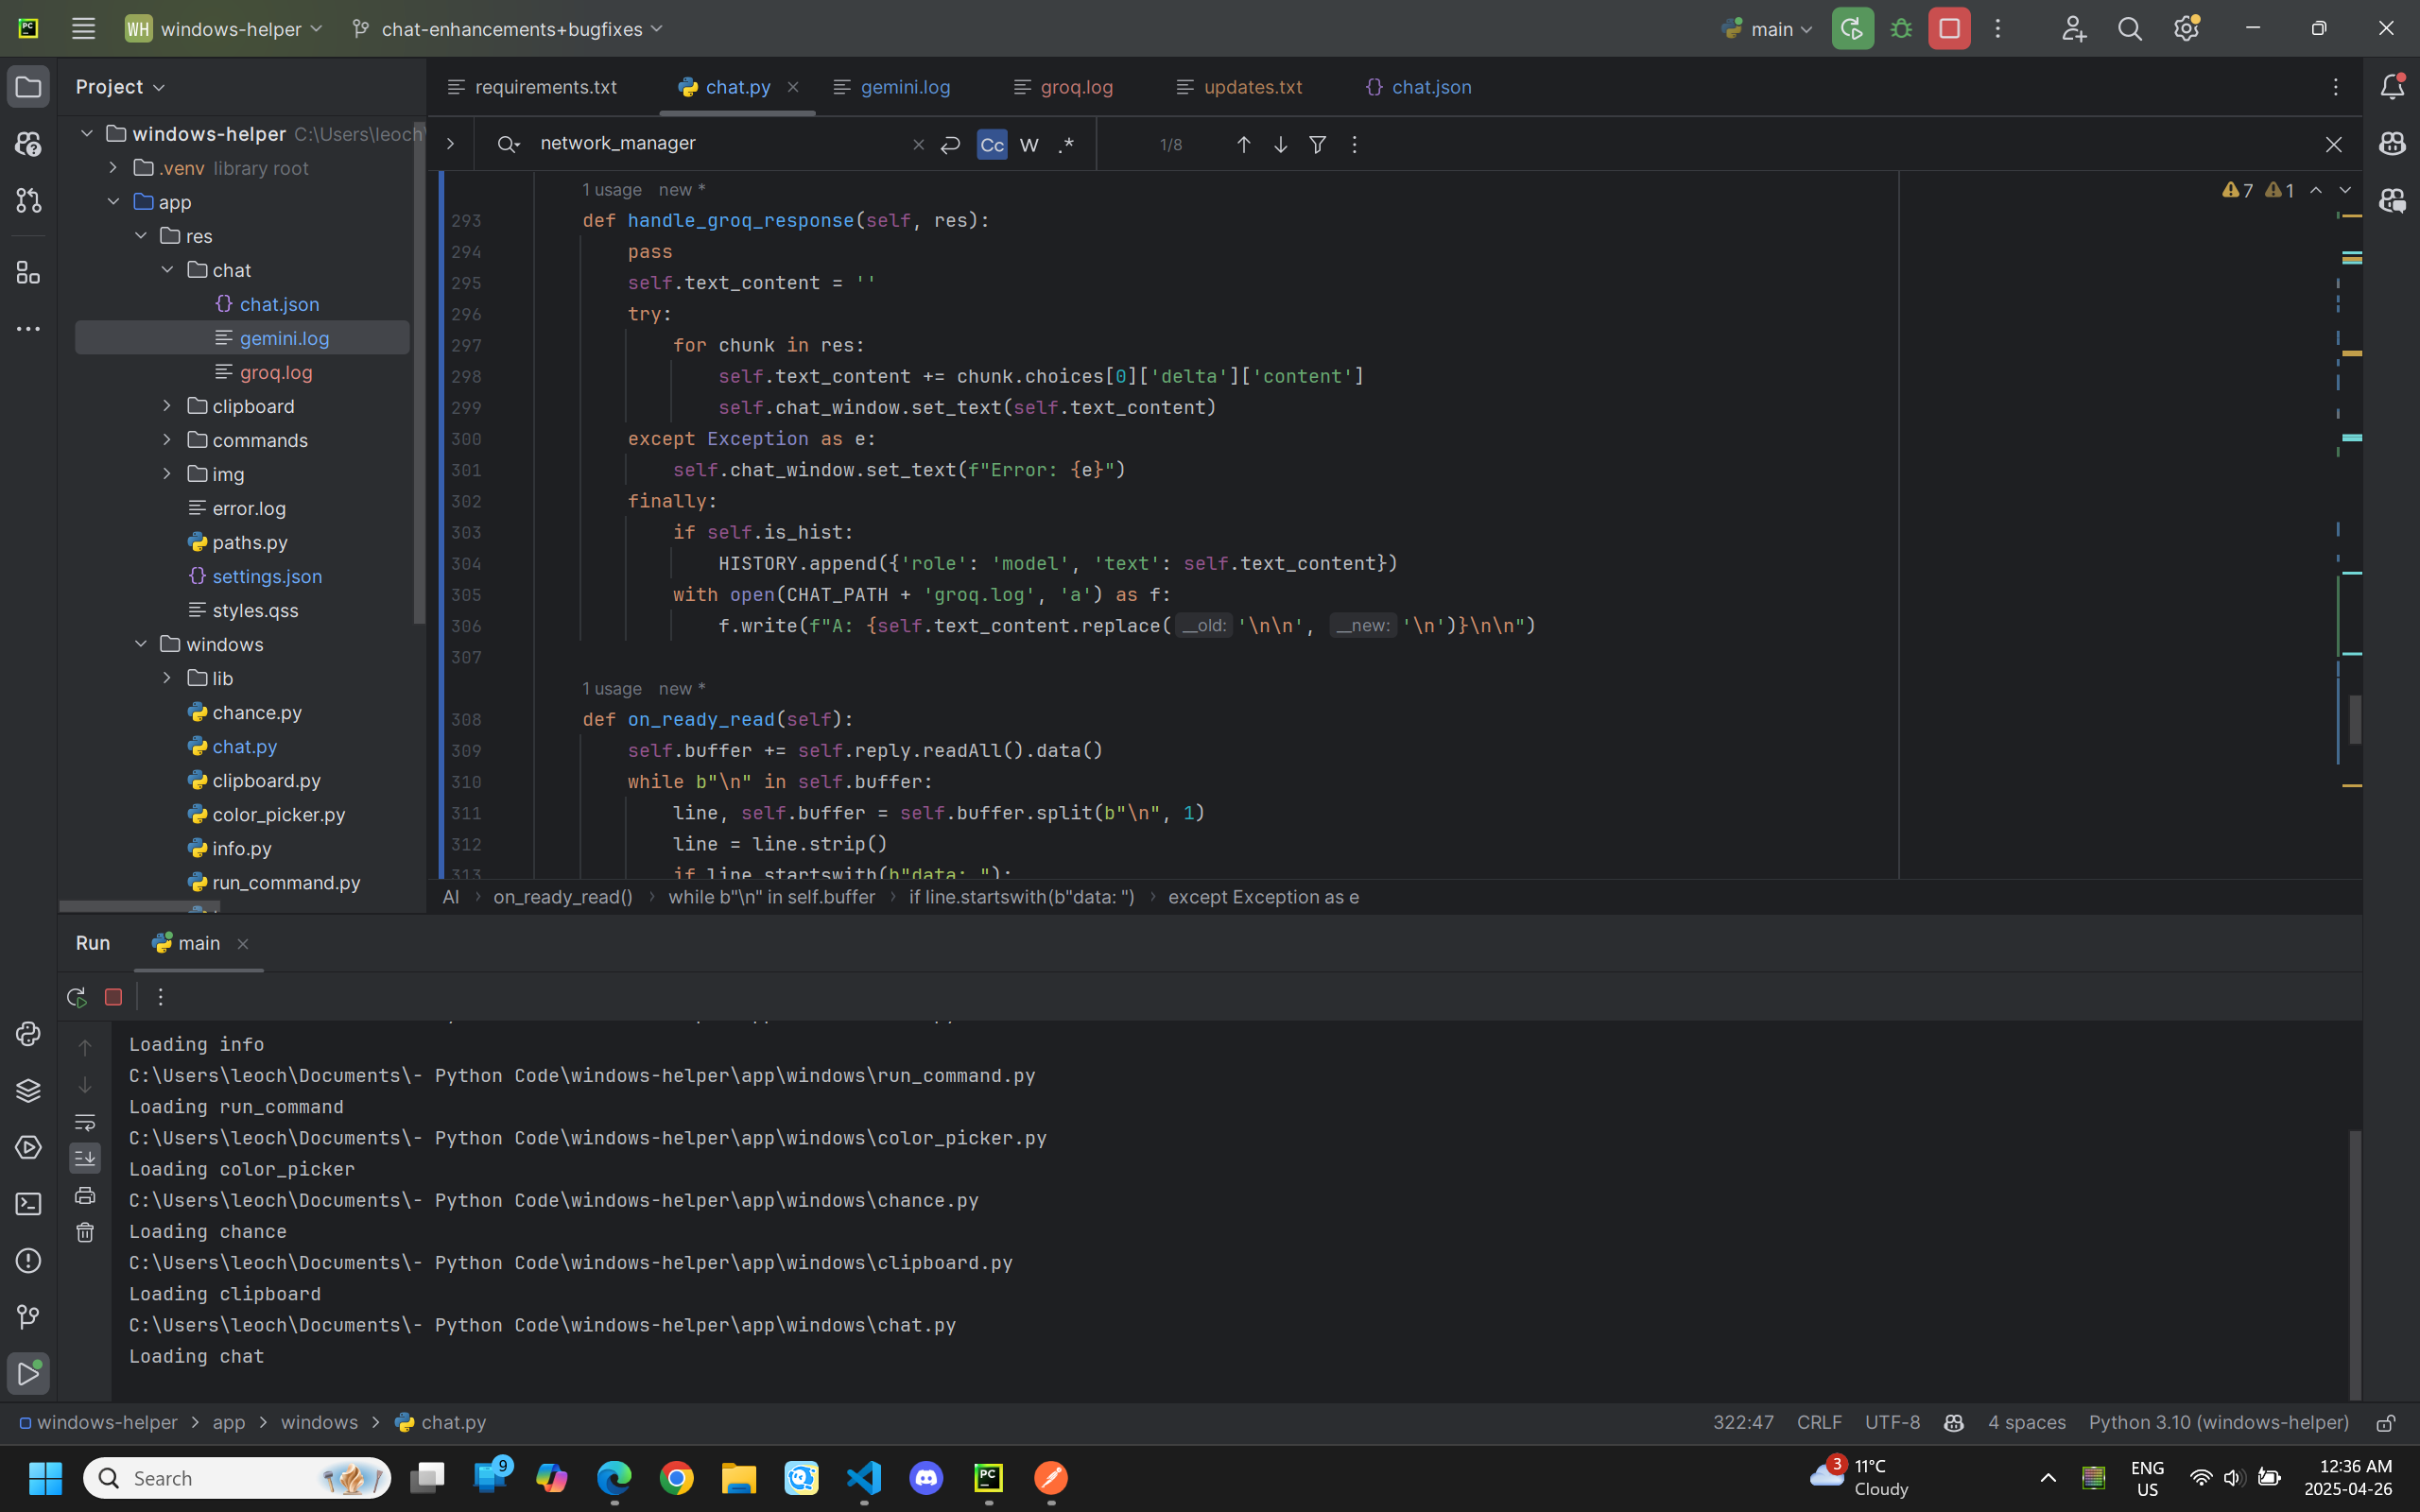 PC
WH windows-helper
chat-enhancements+bugfixes
main
Project
requirements.txt
chat.py
gemini.log
groq.log
updates.txt
chat.json
network_manager
Cc W .*
1/8
7 1
windows-helper C:\Users\leoch\
.venv library root
app
res
chat
chat.json
gemini.log
groq.log
clipboard
commands
img
error.log
paths.py
settings.json
styles.qss
windows
lib
chance.py
chat.py
clipboard.py
color_picker.py
info.py
run_command.py
1 usage new *
293 def handle_groq_response(self, res):
294 pass
295 self.text_content = ''
296 try:
297 for chunk in res:
298 self.text_content += chunk.choices[0]['delta']['content']
299 self.chat_window.set_text(self.text_content)
300 except Exception as e:
301 self.chat_window.set_text(f"Error: {e}")
302 finally:
303 if self.is_hist:
304 HISTORY.append({'role': 'model', 'text': self.text_content})
305 with open(CHAT_PATH + 'groq.log', 'a') as f:
306 f.write(f"A: {self.text_content.replace( __old: '\n\n', __new: '\n')}\n\n")
307
1 usage new *
308 def on_ready_read(self):
309 self.buffer += self.reply.readAll().data()
310 while b"\n" in self.buffer:
311 line, self.buffer = self.buffer.split(b"\n", 1)
312 line = line.strip()
313 if line.startswith(b"data: "):
AI > on_ready_read() > while b"\n" in self.buffer > if line.startswith(b"data: ") > except Exception as e
Run
main
Loading info
C:\Users\leoch\Documents\- Python Code\windows-helper\app\windows\run_command.py
Loading run_command
C:\Users\leoch\Documents\- Python Code\windows-helper\app\windows\color_picker.py
Loading color_picker
C:\Users\leoch\Documents\- Python Code\windows-helper\app\windows\chance.py
Loading chance
C:\Users\leoch\Documents\- Python Code\windows-helper\app\windows\clipboard.py
Loading clipboard
C:\Users\leoch\Documents\- Python Code\windows-helper\app\windows\chat.py
Loading chat
windows-helper > app > windows > chat.py
322:47 CRLF UTF-8 4 spaces Python 3.10 (windows-helper)
Search
9
PC
3
11°C
Cloudy
ENG
US
12:36 AM
2025-04-26